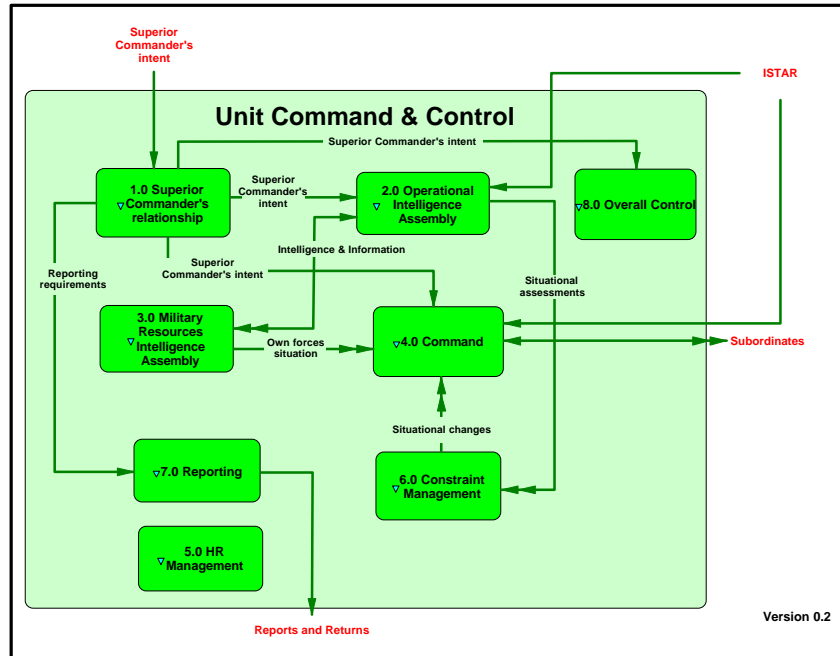 Superior
Commander's
intent
ISTAR
Unit Command & Control
Superior Commander's intent
1.0 Superior
Commander's
relationship
Superior
Commander's
intent
2.0 Operational
Intelligence
Assembly
8.0 Overall Control
Reporting
requirements
Superior
Commander's intent
Intelligence & Information
Situational
assessments
3.0 Military
Resources
Intelligence
Assembly
Own forces
situation
4.0 Command
Subordinates
Situational changes
7.0 Reporting
6.0 Constraint
Management
5.0 HR
Management
Reports and Returns
Version 0.2